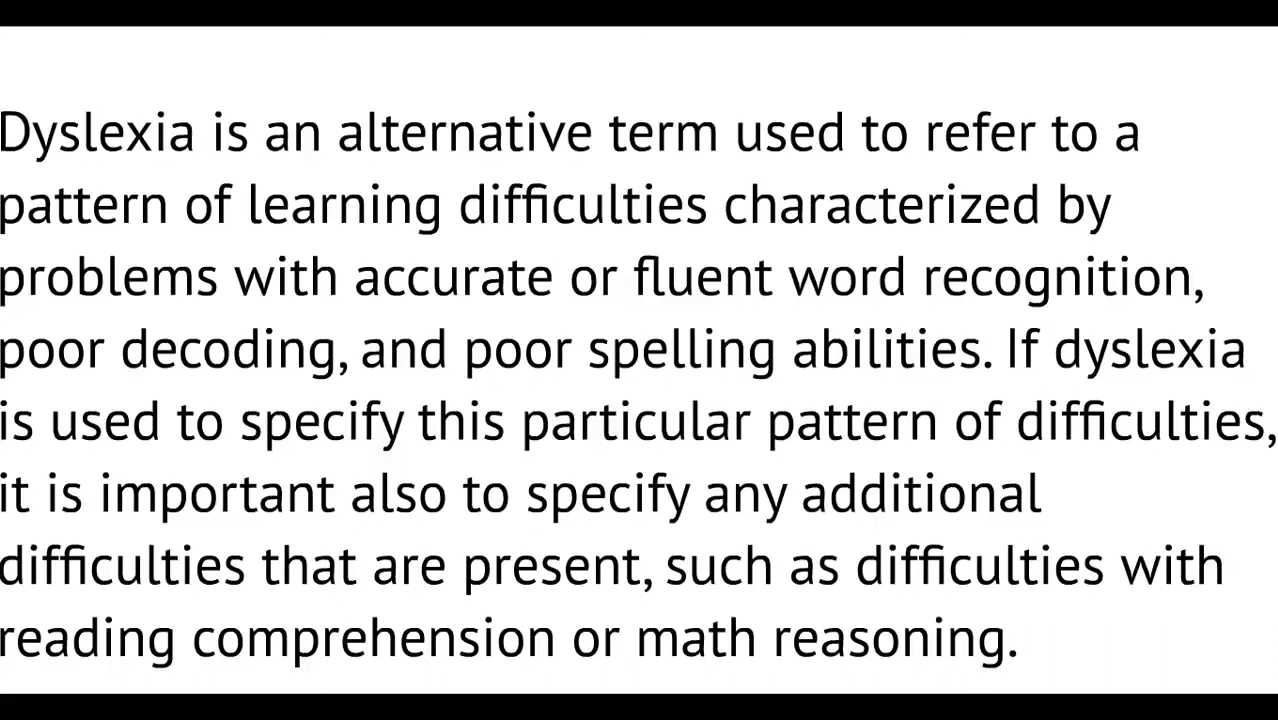 Dyslexia is an alternative term used to refer to a
pattern of learning difficulties characterized by
problems with accurate or fluent word recognition,
poor decoding, and poor spelling abilities. If dyslexia
is used to specify this particular pattern of difficulties,
it is important also to specify any additional
difficulties that are present, such as difficulties with
reading comprehension or math reasoning.